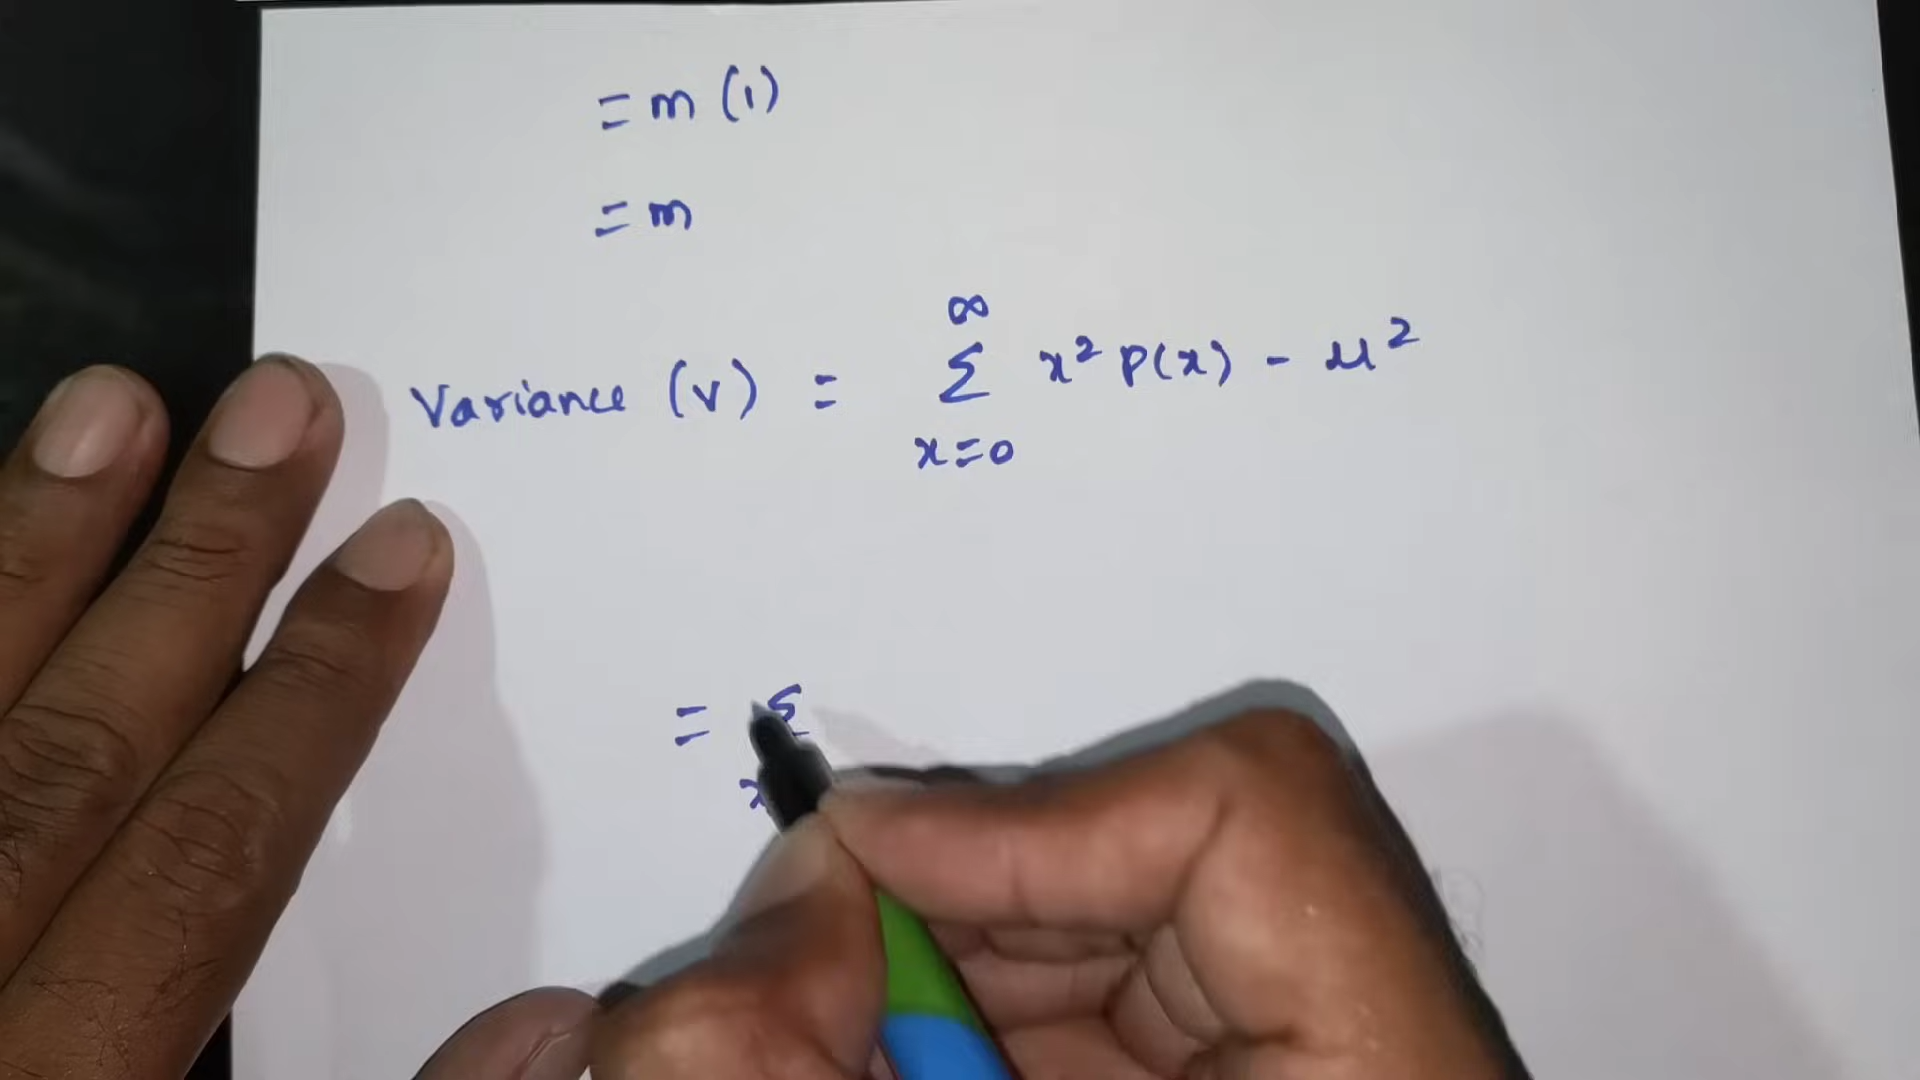 = m (1)
= m
Variance (v) = ∞ Σ x=0 x² P(x) - μ²
= Σ
x